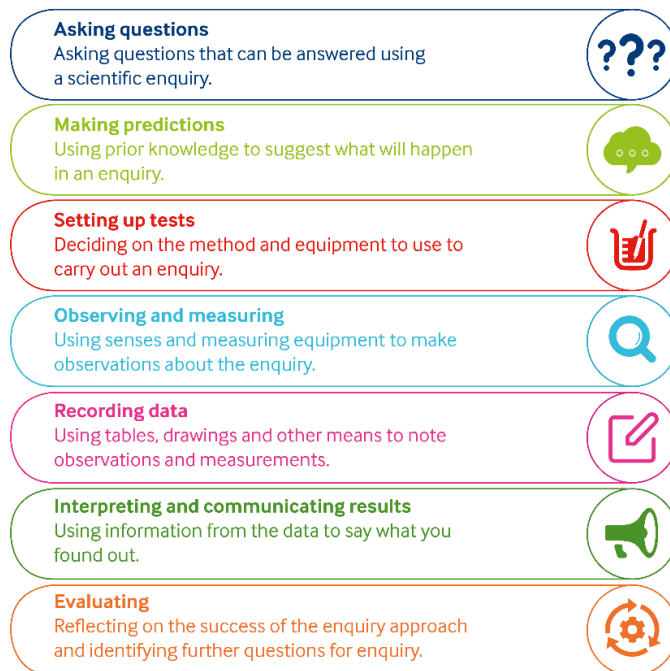 Asking questions
Asking questions that can be answered using
a scientific enquiry.
???
Making predictions
Using prior knowledge to suggest what will happen
in an enquiry.
Setting up tests
Deciding on the method and equipment to use to
carry out an enquiry.
Observing and measuring
Using senses and measuring equipment to make
observations about the enquiry.
Recording data
Using tables, drawings and other means to note
observations and measurements.
Interpreting and communicating results
Using information from the data to say what you
found out.
Evaluating
Reflecting on the success of the enquiry approach
and identifying further questions for enquiry.